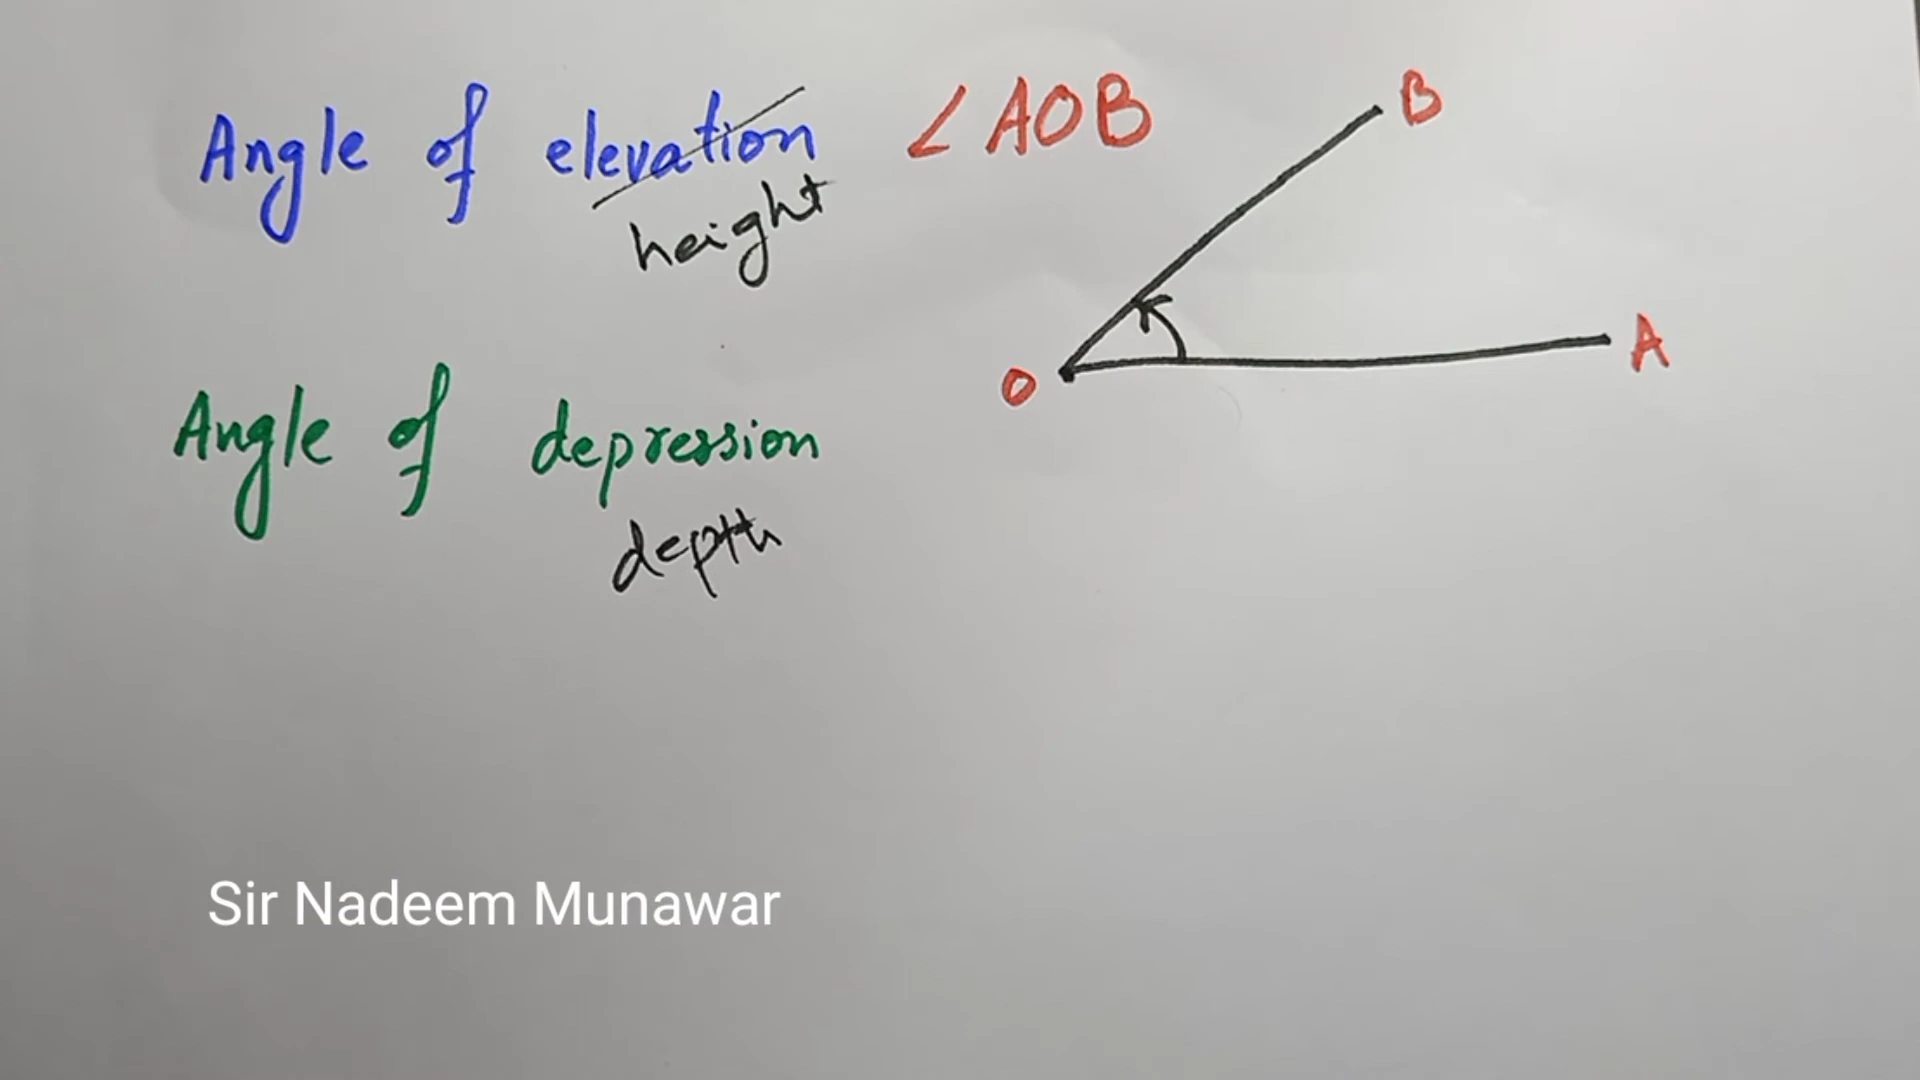 Angle of elevation ∠AOB
height
B
O
A
Angle of depression
depth
Sir Nadeem Munawar